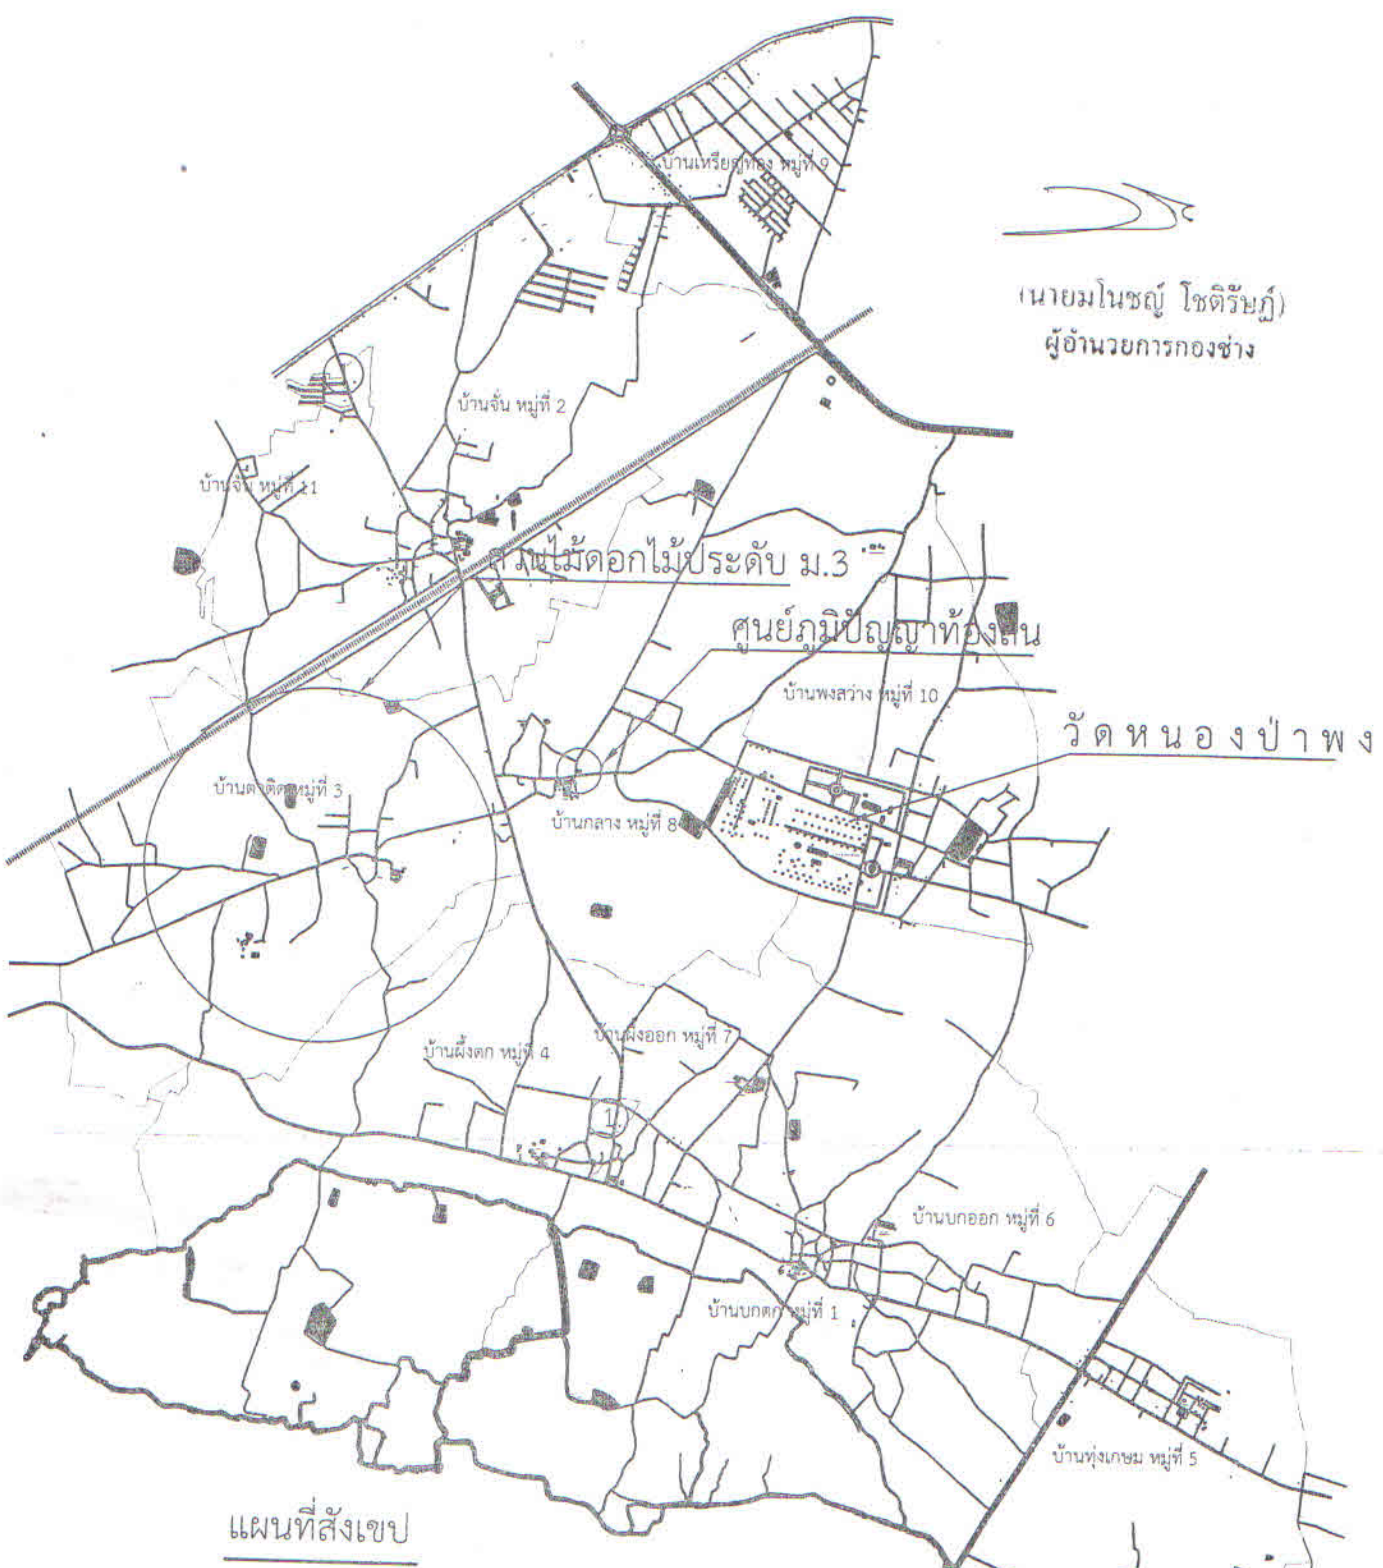 บ้านเหรียญทอง หมู่ที่ 9
(นายมโนชญ์ โชติรัษฎ์)
ผู้อำนวยการกองช่าง
บ้านจั่น หมู่ที่ 2
บ้านจั่น หมู่ที่ 11
สวนไม้ดอกไม้ประดับ ม.3
ศูนย์ภูมิปัญญาท้องถิ่น
บ้านพงสว่าง หมู่ที่ 10
วัดหนองป่าพง
บ้านตาติด หมู่ที่ 3
บ้านกลาง หมู่ที่ 8
บ้านผึ้งออก หมู่ที่ 7
บ้านผึ้งตก หมู่ที่ 4
1
บ้านบกออก หมู่ที่ 6
บ้านบกตก หมู่ที่ 1
บ้านทุ่งเกษม หมู่ที่ 5
แผนที่สังเขป